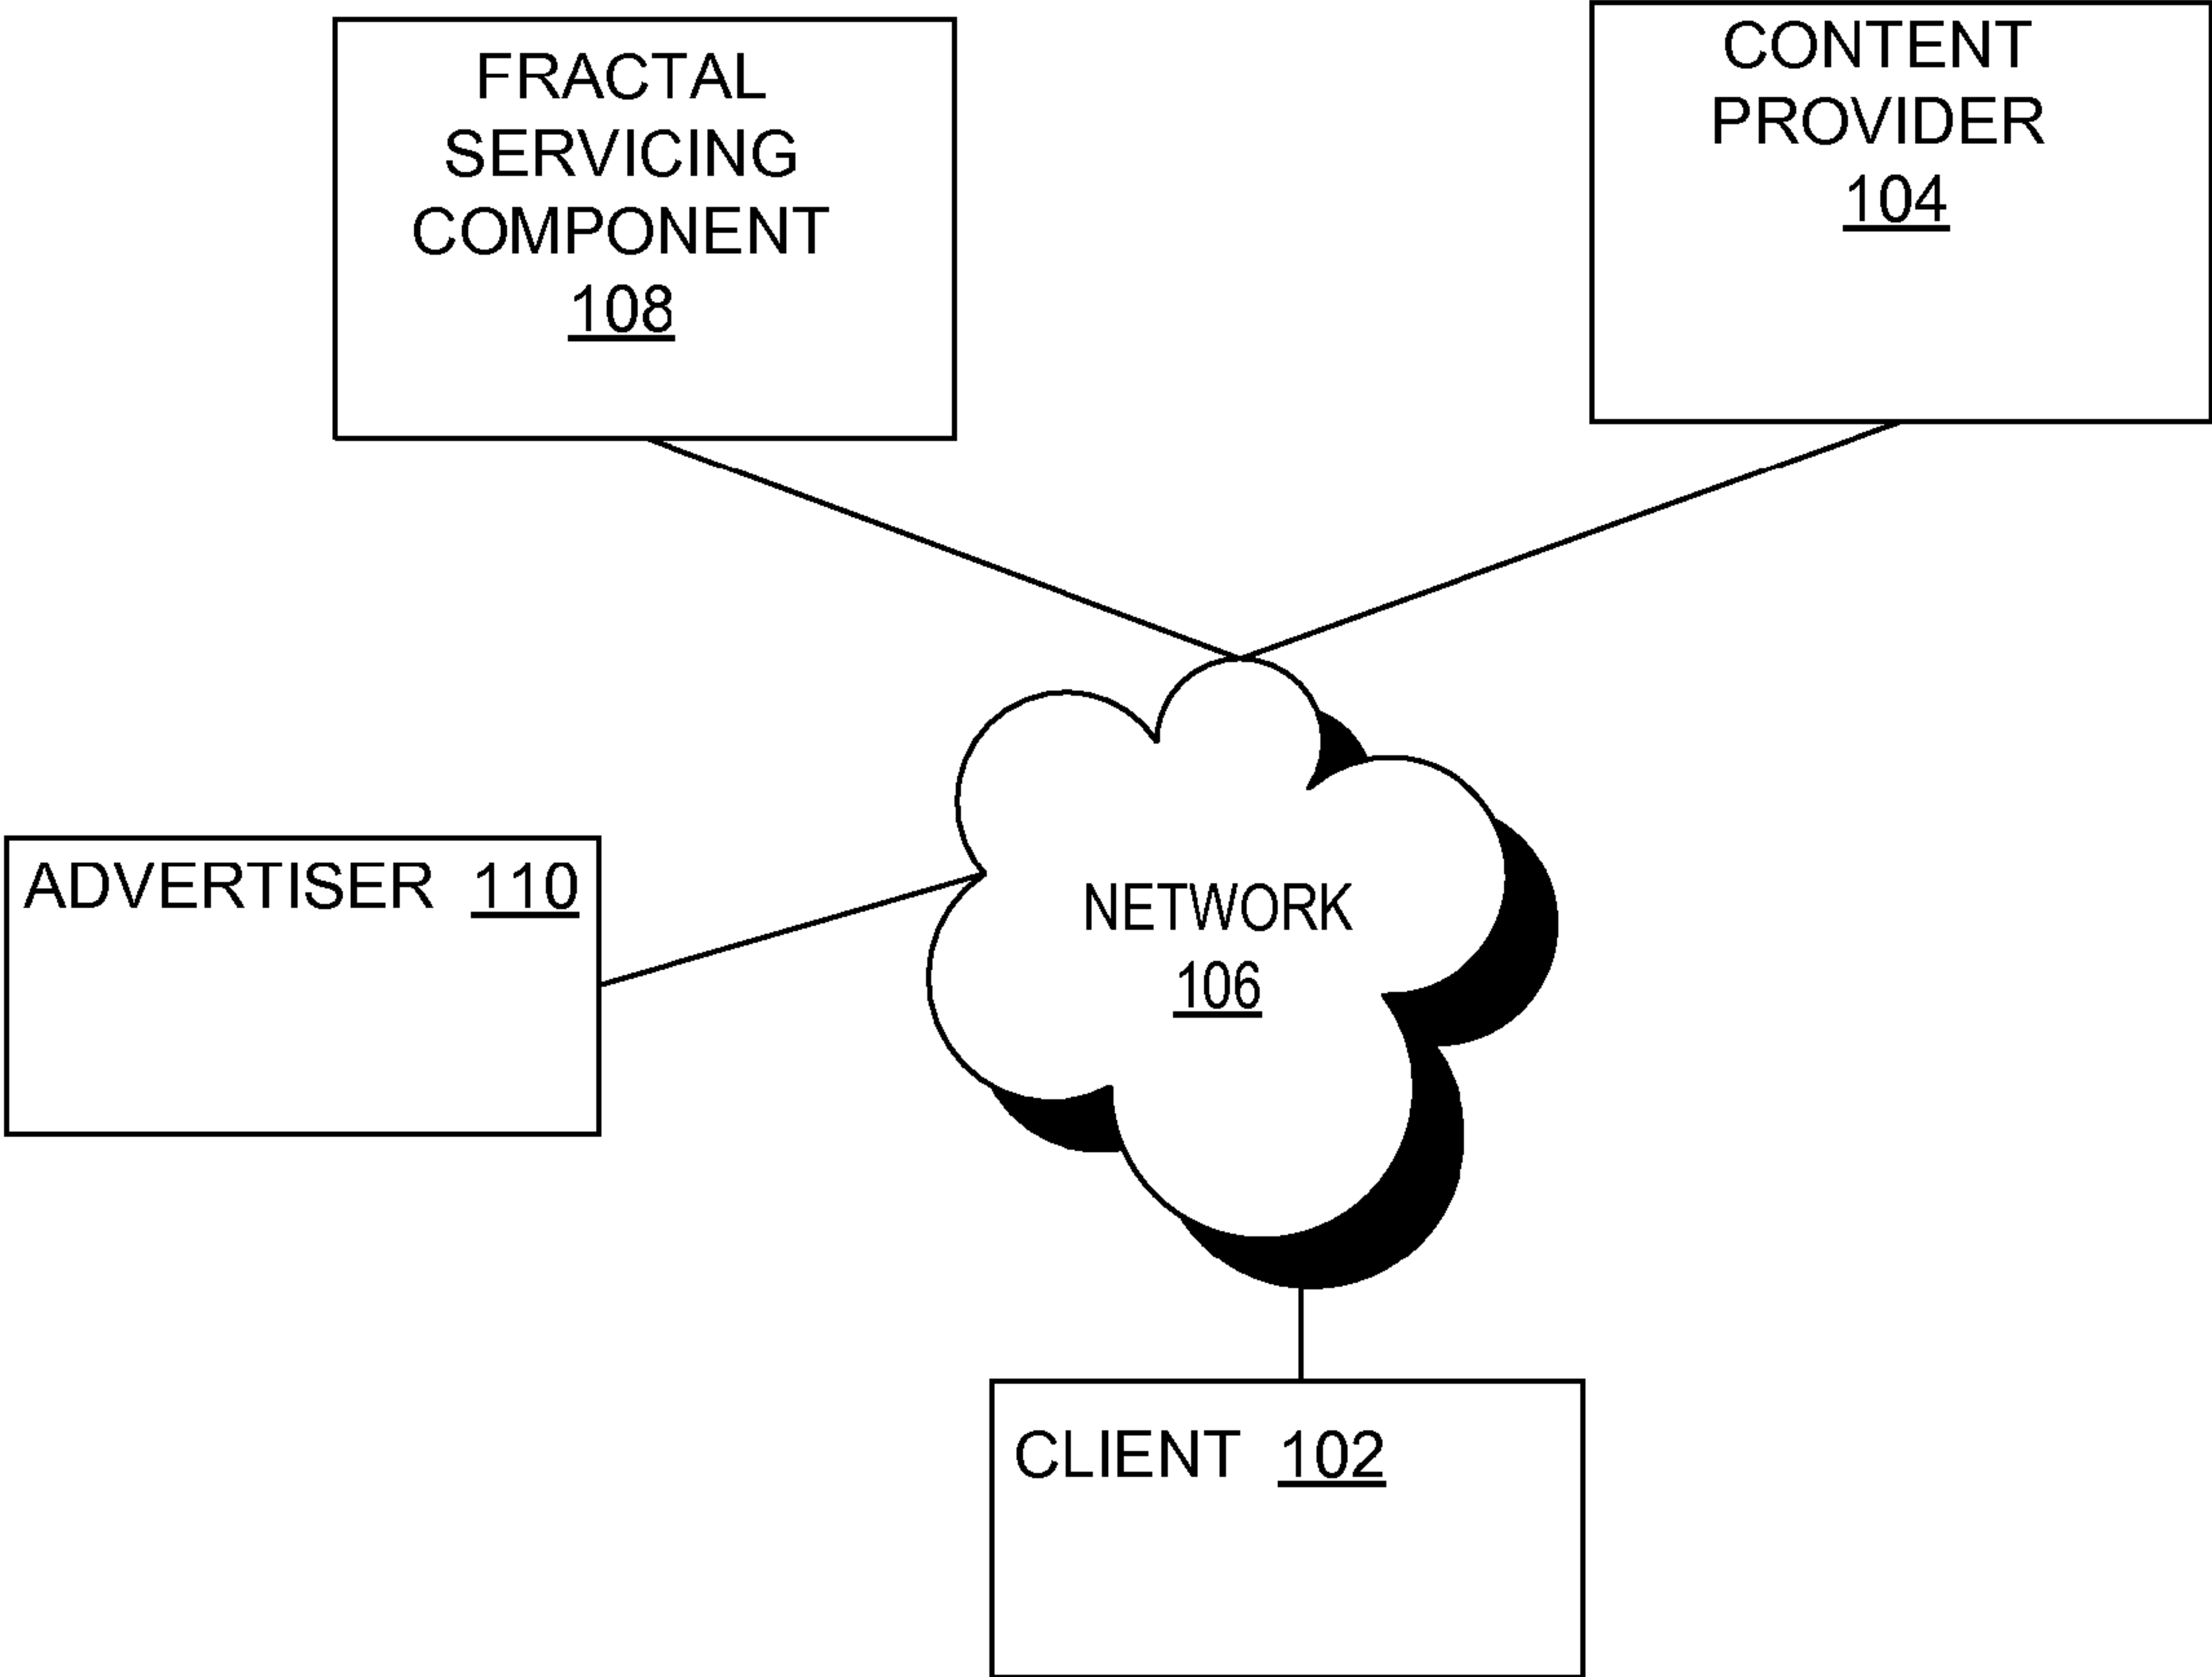 FRACTAL
SERVICING
COMPONENT
108
CONTENT
PROVIDER
104
ADVERTISER 110
NETWORK
106
CLIENT 102